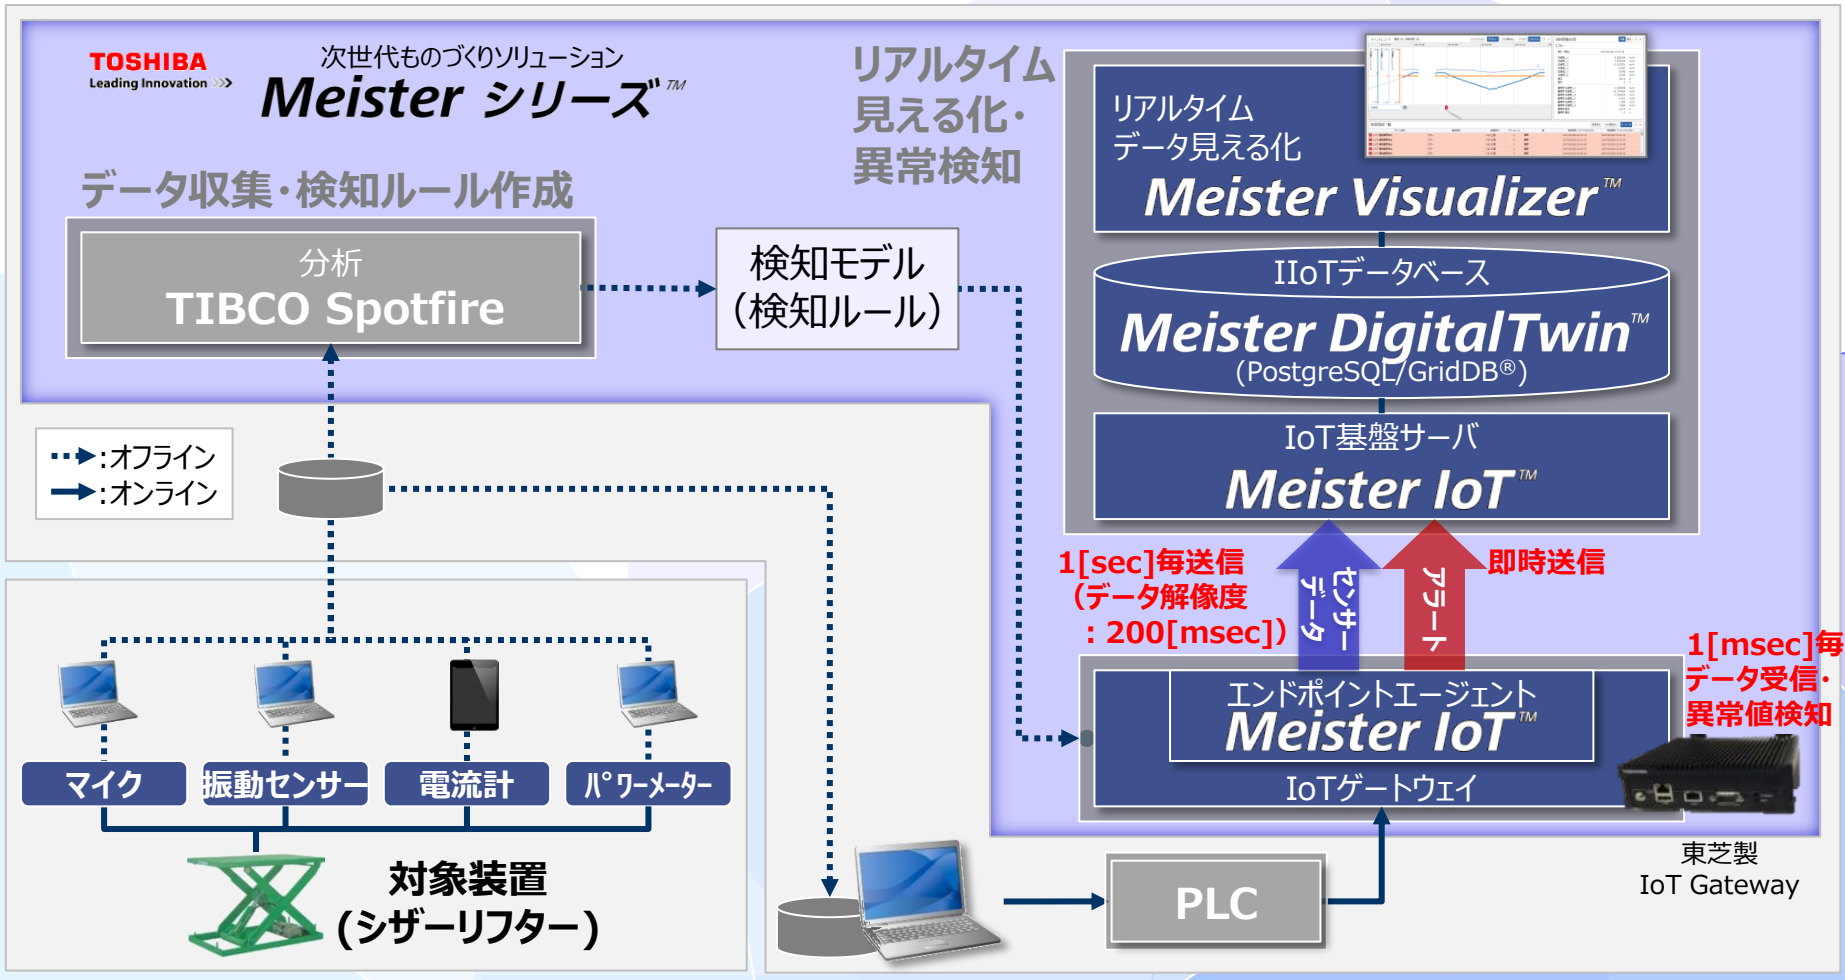 TOSHIBA
Leading Innovation >>>
次世代ものづくりソリューション
Meister シリーズ™
データ収集・検知ルール作成
分析
TIBCO Spotfire
検知モデル
（検知ルール）
リアルタイム
見える化・
異常検知
リアルタイム
データ見える化
Meister Visualizer™
IIoTデータベース
Meister DigitalTwin™
(PostgreSQL/GridDB®)
IoT基盤サーバ
Meister IoT™
:オフライン
:オンライン
1[sec]毎送信
（データ解像度
：200[msec]）
センサー
データ
アラート
即時送信
1[msec]毎
データ受信・
異常値検知
エンドポイントエージェント
Meister IoT™
IoTゲートウェイ
東芝製
IoT Gateway
マイク
振動センサー
電流計
ﾊﾟﾜｰﾒｰﾀｰ
対象装置
(シザーリフター)
PLC